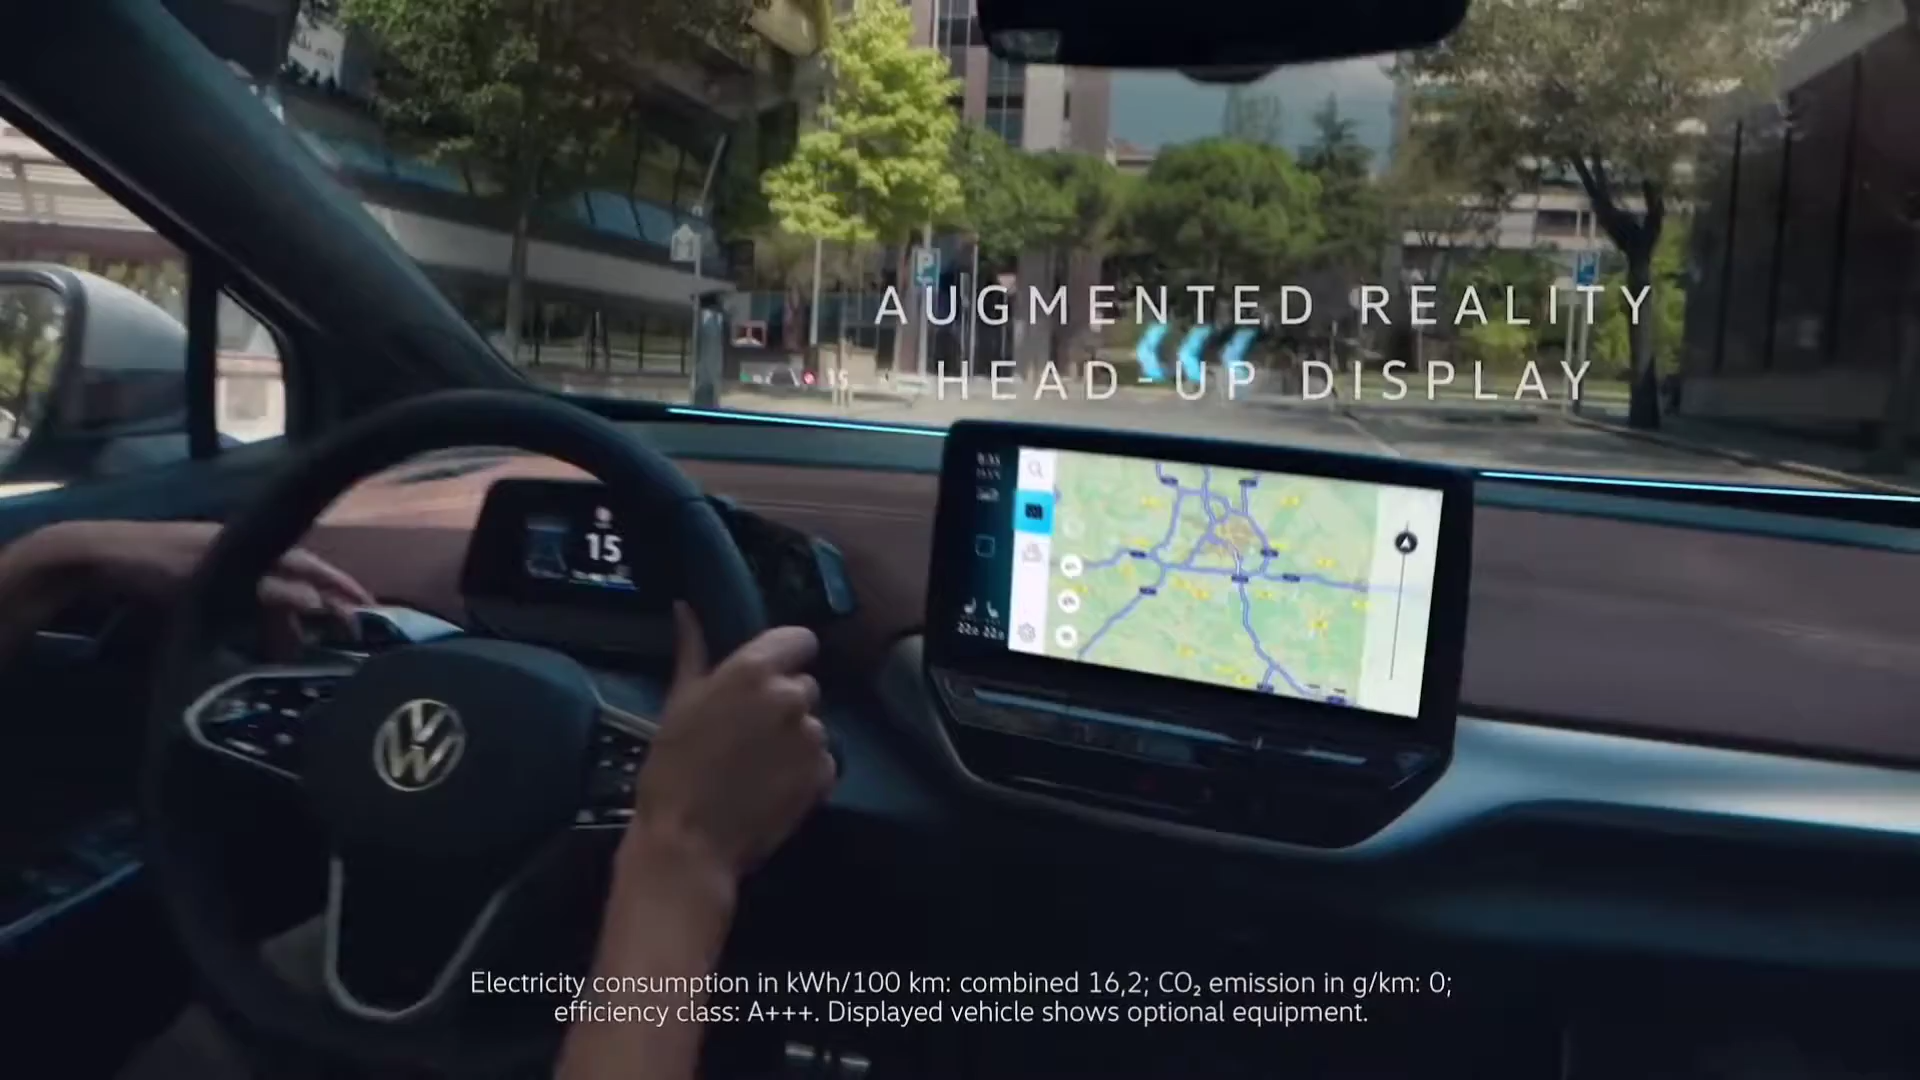 AUGMENTED REALITY
HEAD-UP DISPLAY
P
P
15
15
Electricity consumption in kWh/100 km: combined 16,2; CO₂ emission in g/km: 0;
efficiency class: A+++. Displayed vehicle shows optional equipment.